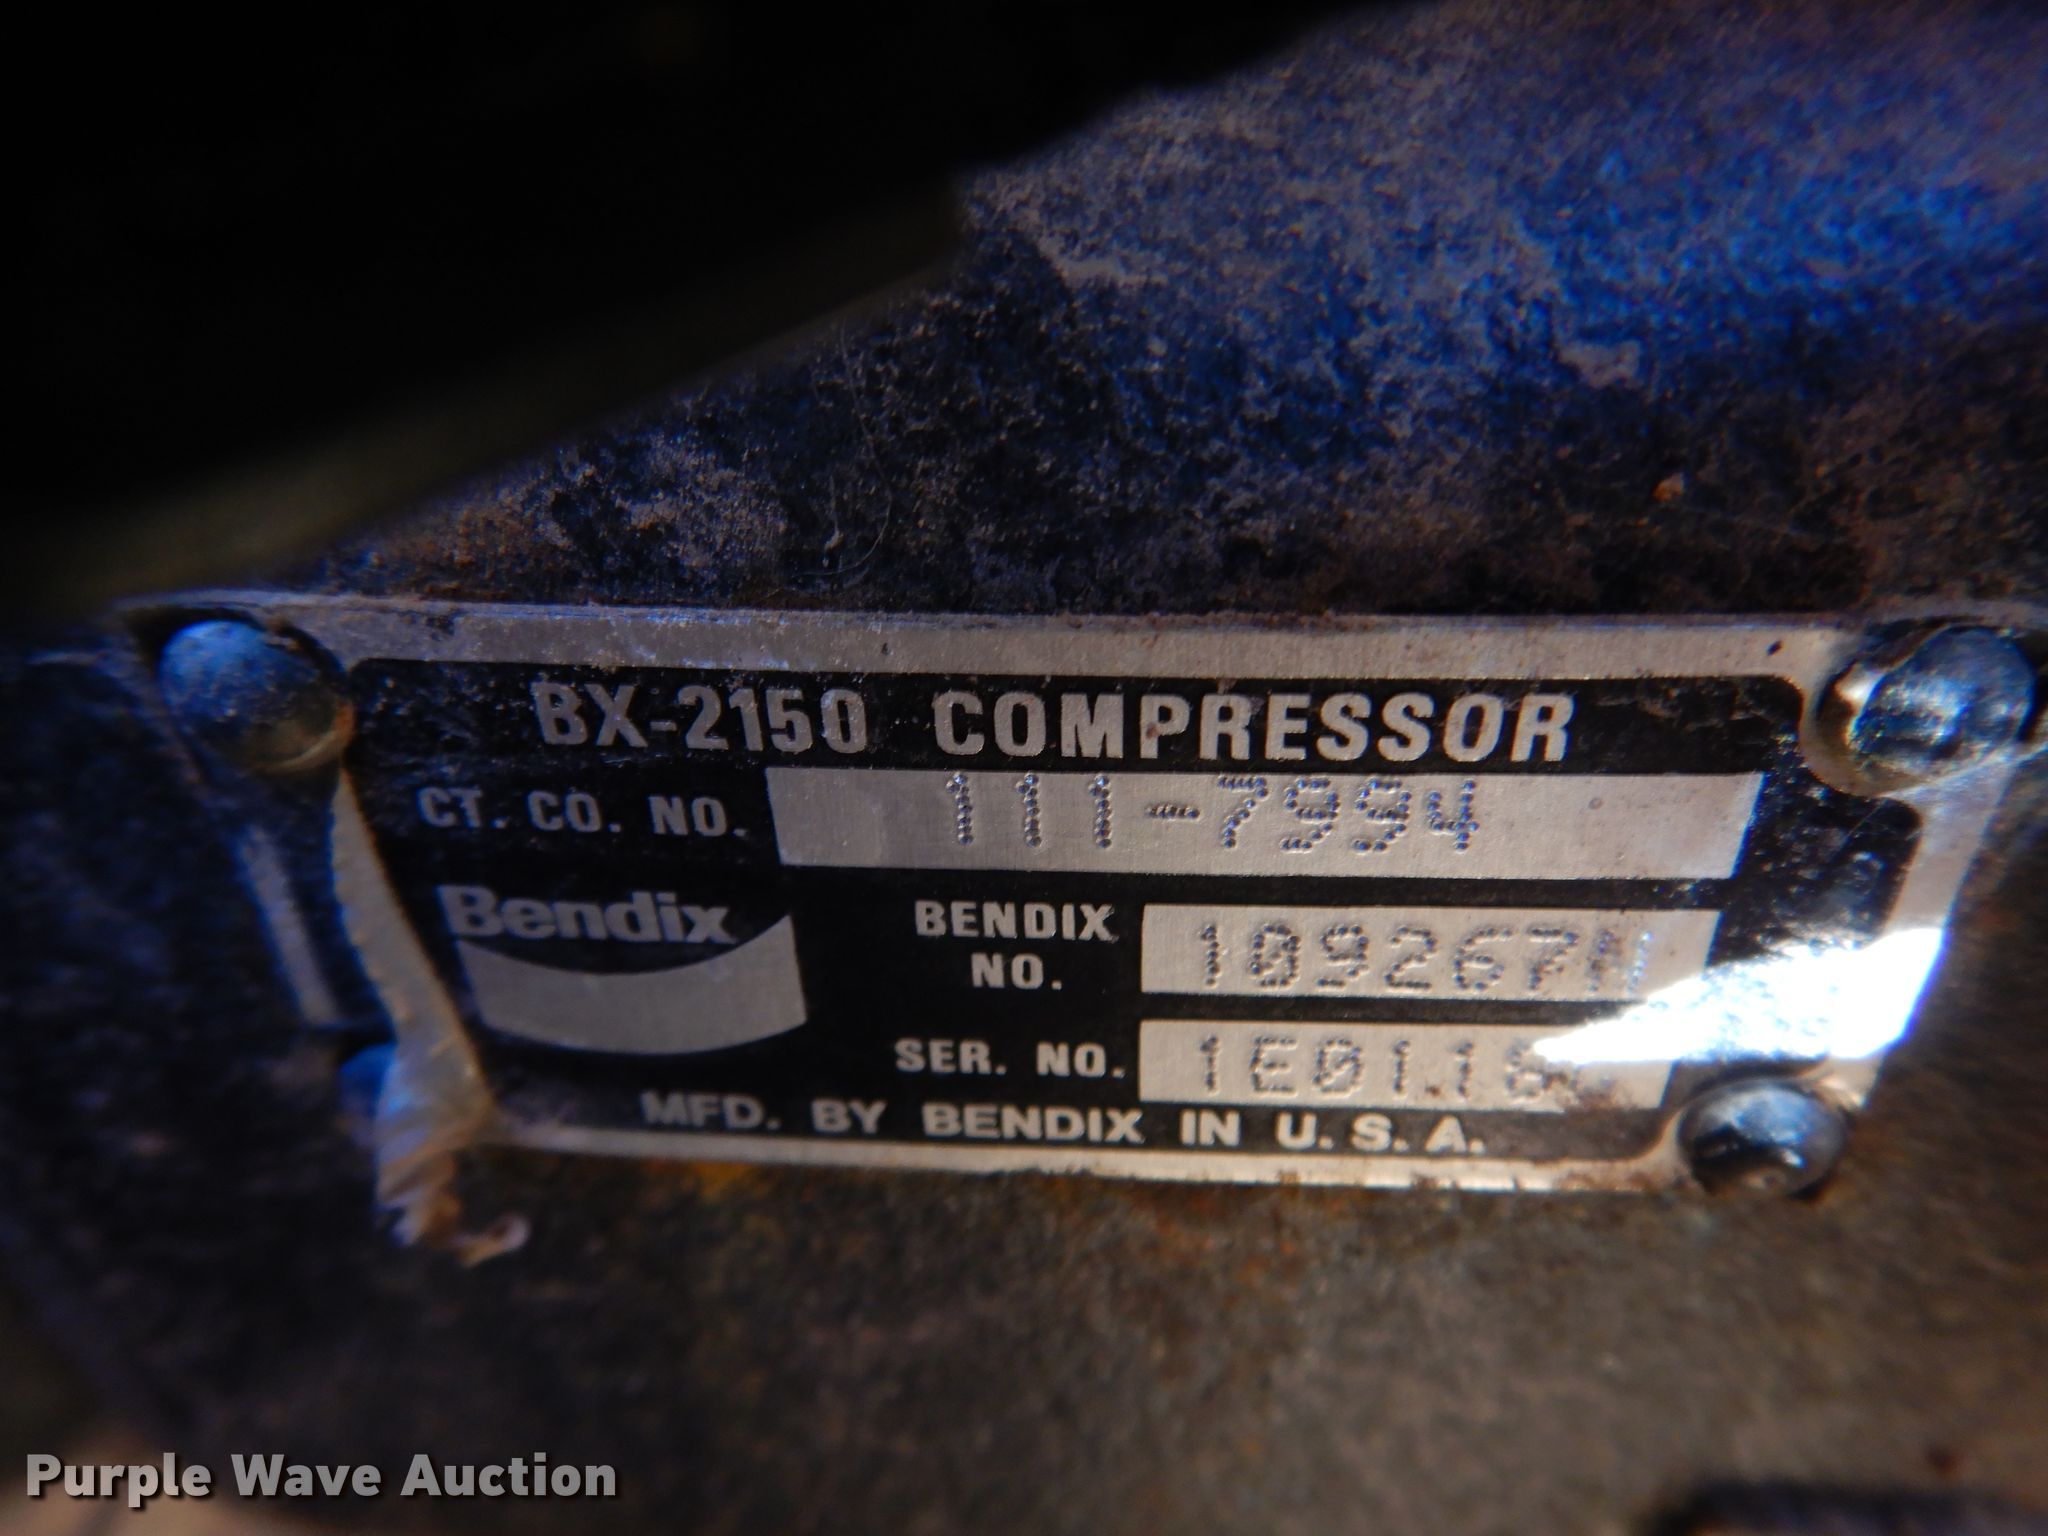 BX-2150 COMPRESSOR
CT. CO. NO. 111-7994
Bendix
BENDIX NO.
SER. NO.
MFD. BY BENDIX IN U.S.A.
Purple Wave Auction